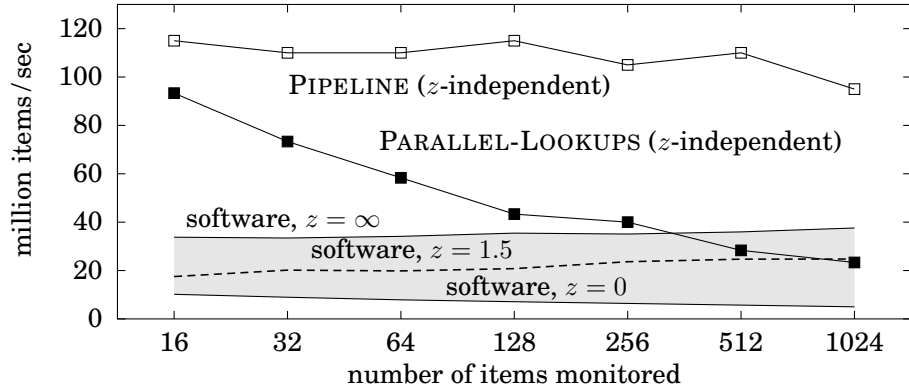 million items/sec
120
100
80
60
40
20
0
PIPELINE (z-independent)
PARALLEL-LOOKUPS (z-independent)
software, z = ∞
software, z = 1.5
software, z = 0
16 32 64 128 256 512 1024
number of items monitored